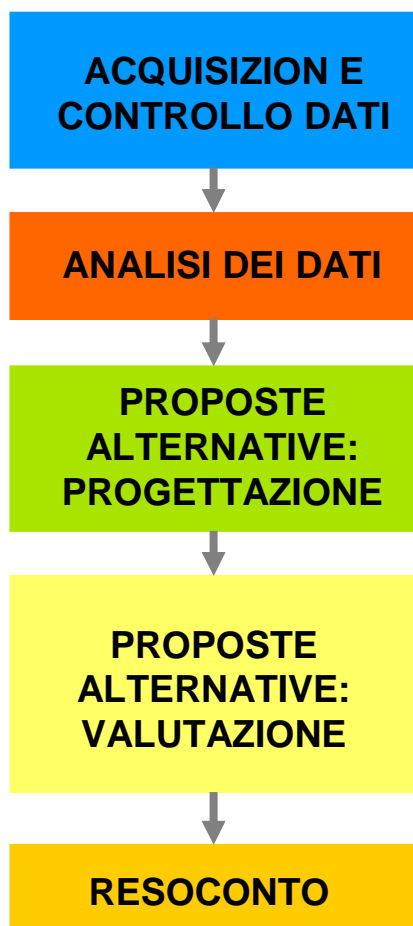 ACQUISIZION E
CONTROLLO DATI
ANALISI DEI DATI
PROPOSTE
ALTERNATIVE:
PROGETTAZIONE
PROPOSTE
ALTERNATIVE:
VALUTAZIONE
RESOCONTO